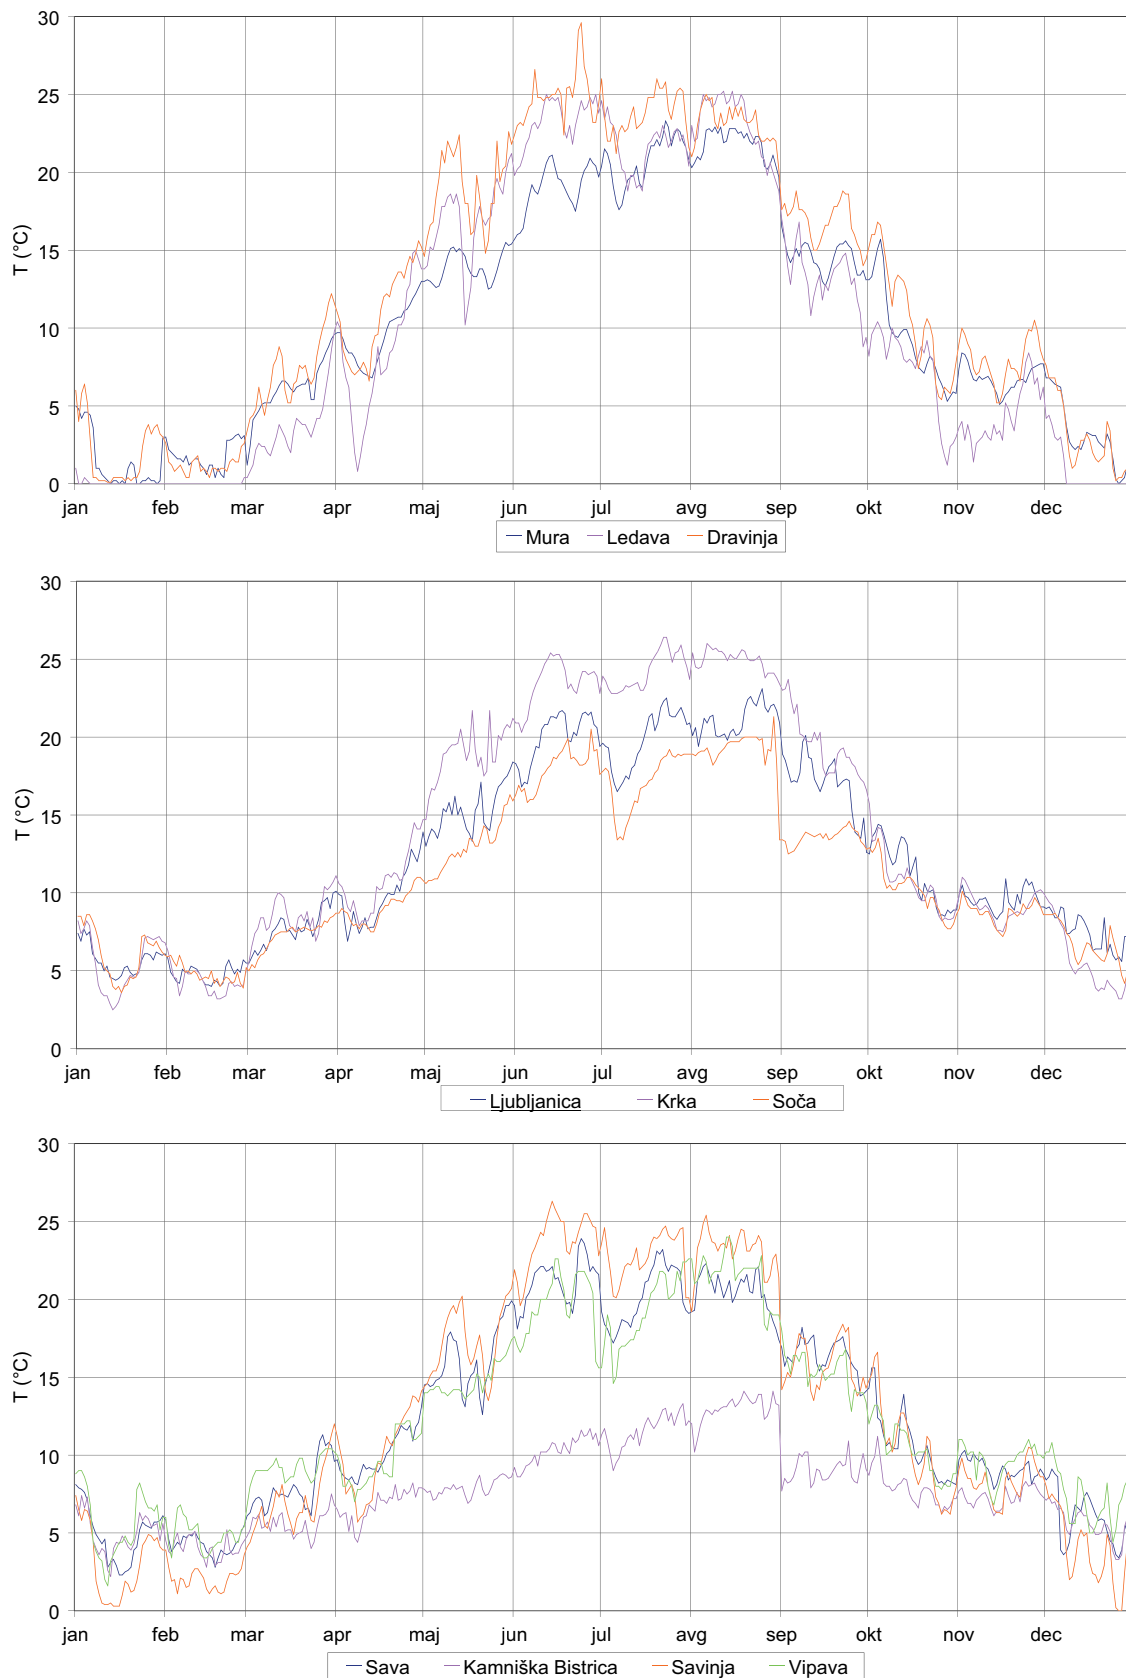 30
25
20
15
10
5
0
T (°C)
jan feb mar apr maj jun jul avg sep okt nov dec
Mura Ledava Dravinja
30
25
20
15
10
5
0
T (°C)
jan feb mar apr maj jun jul avg sep okt nov dec
Ljubljanica Krka Soča
30
25
20
15
10
5
0
T (°C)
jan feb mar apr maj jun jul avg sep okt nov dec
Sava Kamniška Bistrica Savinja Vipava